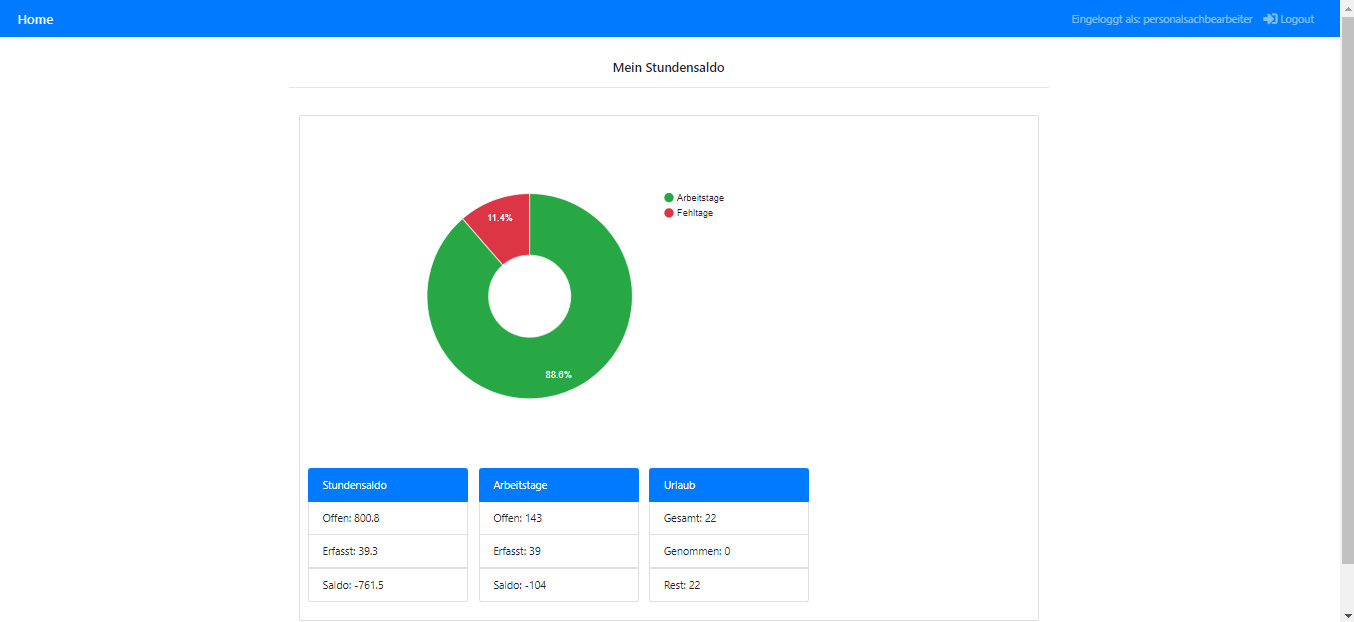 Home
Eingeloggt als: personalsachbearbeiter Logout
Mein Stundensaldo
Arbeitstage
Fehltage
11.4%
88.6%
Stundensaldo
Offen: 800.8
Erfasst: 39.3
Saldo: -761.5
Arbeitstage
Offen: 143
Erfasst: 39
Saldo: -104
Urlaub
Gesamt: 22
Genommen: 0
Rest: 22